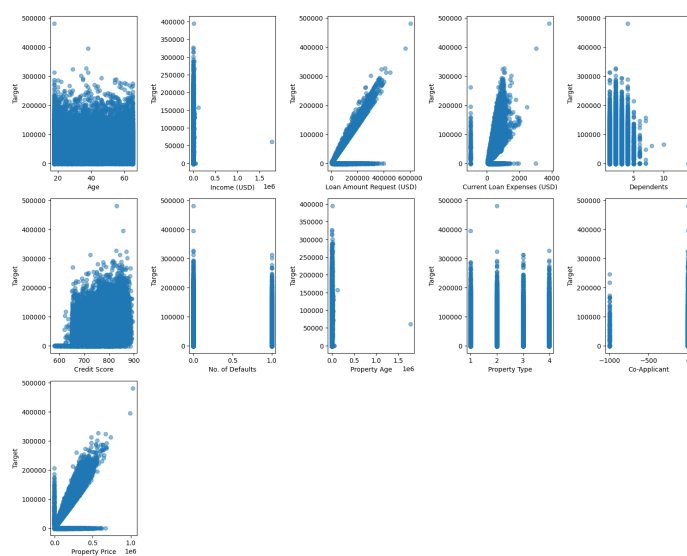 500000 400000 300000 200000 100000 0 Target 20 40 60 Age
400000 350000 300000 250000 200000 150000 100000 50000 0 Target 0.0 0.5 1.0 1.5 1e6 Income (USD)
500000 400000 300000 200000 100000 0 Target 0 200000 400000 600000 Loan Amount Request (USD)
500000 400000 300000 200000 100000 0 Target 0 2000 4000 Current Loan Expenses (USD)
500000 400000 300000 200000 100000 0 Target 5 10 Dependents
500000 400000 300000 200000 100000 0 Target 600 700 800 900 Credit Score
500000 400000 300000 200000 100000 0 Target 0.0 0.5 1.0 No. of Defaults
400000 350000 300000 250000 200000 150000 100000 50000 0 Target 0.0 0.5 1.0 1.5 1e6 Property Age
500000 400000 300000 200000 100000 0 Target 1 2 3 4 Property Type
500000 400000 300000 200000 100000 0 Target −1000 −500 Co-Applicant
500000 400000 300000 200000 100000 0 Target 0.0 0.5 1.0 1e6 Property Price